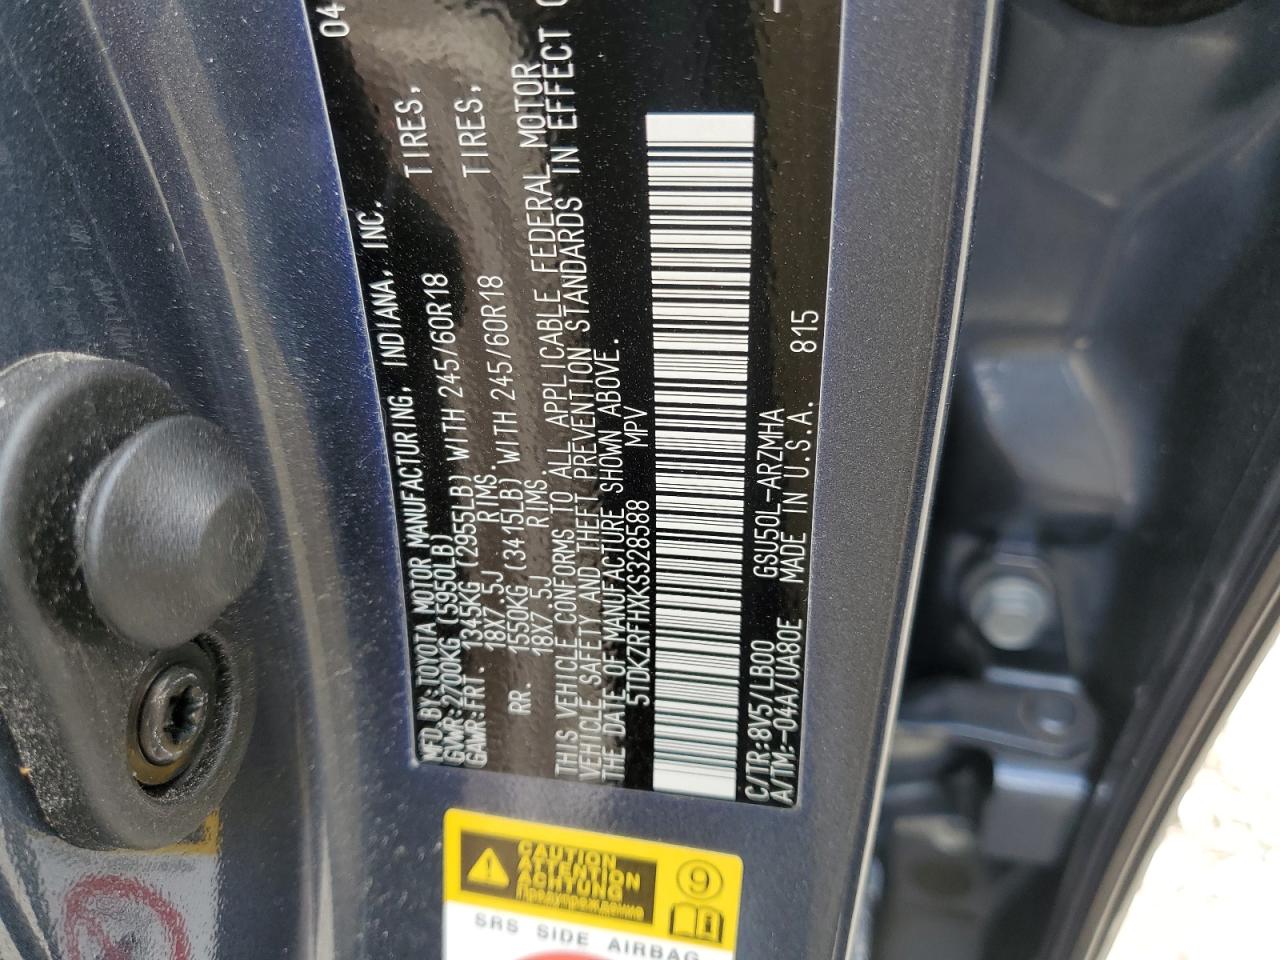 MFD.BY:TOYOTA MOTOR MANUFACTURING, INDIANA, INC. 04
GVWR:2700KG(5950LB)
GAWR:FRT. 1345KG (2955LB) WITH 245/60R18 TIRES,
18X7.5J RIMS.
RR. 1550KG (3415LB) WITH 245/60R18 TIRES,
18X7.5J RIMS.
THIS VEHICLE CONFORMS TO ALL APPLICABLE FEDERAL MOTOR
VEHICLE SAFETY AND THEFT PREVENTION STANDARDS IN EFFECT
THE DATE OF MANUFACTURE SHOWN ABOVE.
5TDKZRFHXKS328588 MPV
C/TR:8V5/LB00 GSU50L-ARZMHA
A/TM:-04A/UA80E MADE IN U.S.A. 815
CAUTION
ATTENTION
ACHTUNG
Предупреждение
9
SRS SIDE AIRBAG